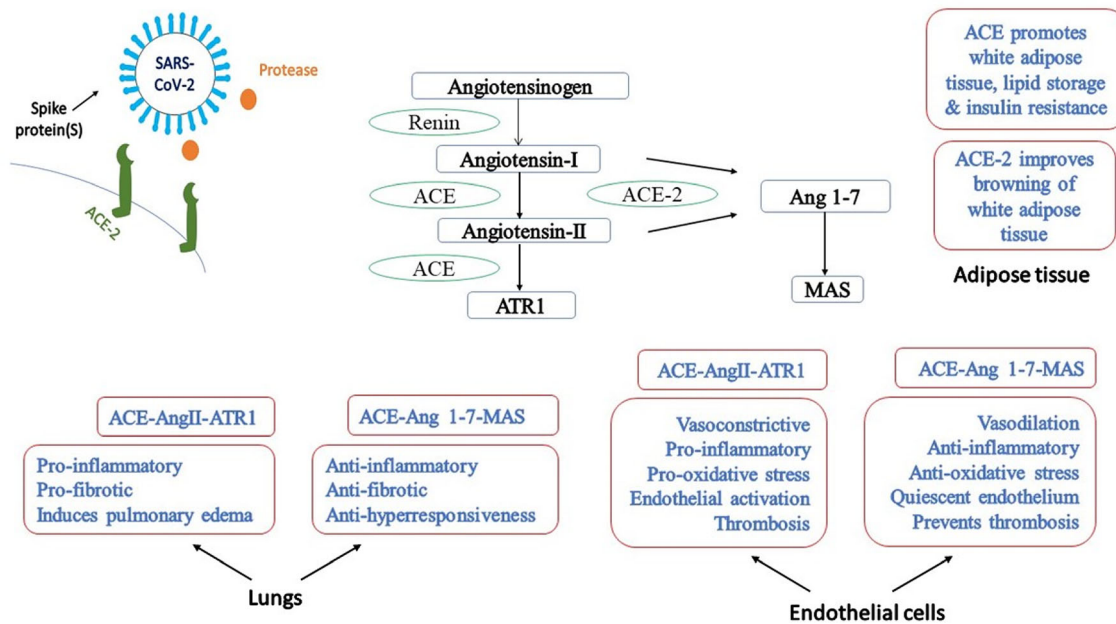 SARS-
CoV-2
Protease
Spike
protein(S)
ACE-2
Angiotensinogen
Renin
Angiotensin-I
ACE
ACE-2
Angiotensin-II
ACE
ATR1
Ang 1-7
MAS
ACE promotes
white adipose
tissue, lipid storage
& insulin resistance
ACE-2 improves
browning of
white adipose
tissue
Adipose tissue
ACE-AngII-ATR1
Pro-inflammatory
Pro-fibrotic
Induces pulmonary edema
ACE-Ang 1-7-MAS
Anti-inflammatory
Anti-fibrotic
Anti-hyperresponsiveness
Lungs
ACE-AngII-ATR1
Vasoconstrictive
Pro-inflammatory
Pro-oxidative stress
Endothelial activation
Thrombosis
ACE-Ang 1-7-MAS
Vasodilation
Anti-inflammatory
Anti-oxidative stress
Quiescent endothelium
Prevents thrombosis
Endothelial cells